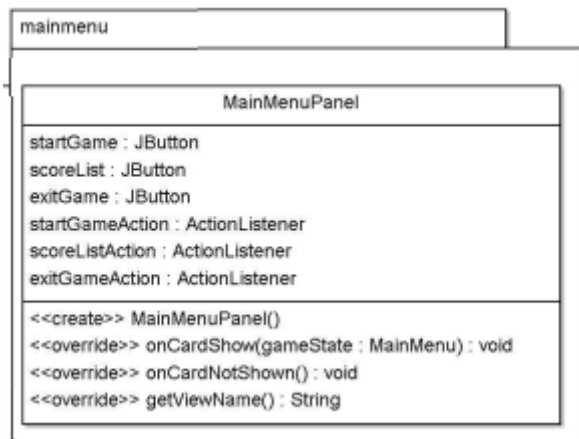 mainmenu
MainMenuPanel
startGame : JButton
scoreList : JButton
exitGame : JButton
startGameAction : ActionListener
scoreListAction : ActionListener
exitGameAction : ActionListener
<<create>> MainMenuPanel()
<<override>> onCardShow(gameState : MainMenu) : void
<<override>> onCardNotShown() : void
<<override>> getViewName() : String